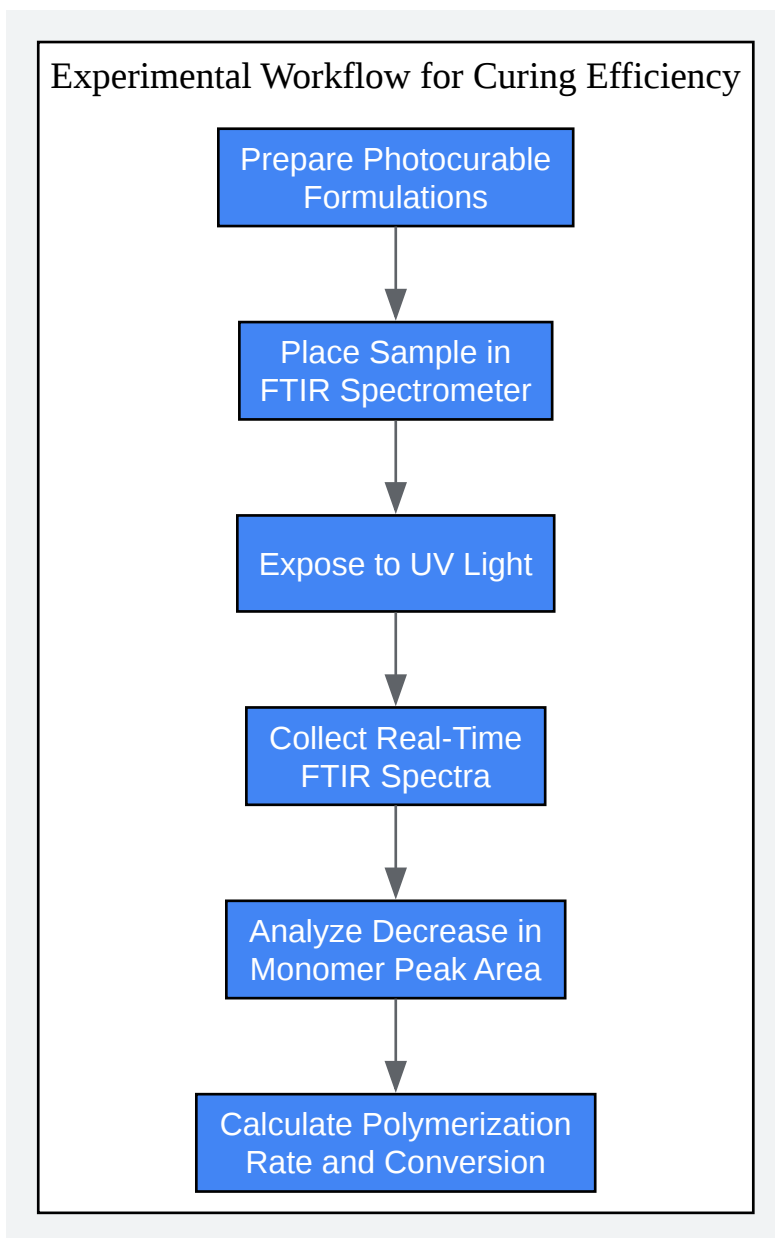 Experimental Workflow for Curing Efficiency
Prepare Photocurable
Formulations
Place Sample in
FTIR Spectrometer
Expose to UV Light
Collect Real-Time
FTIR Spectra
Analyze Decrease in
Monomer Peak Area
Calculate Polymerization
Rate and Conversion